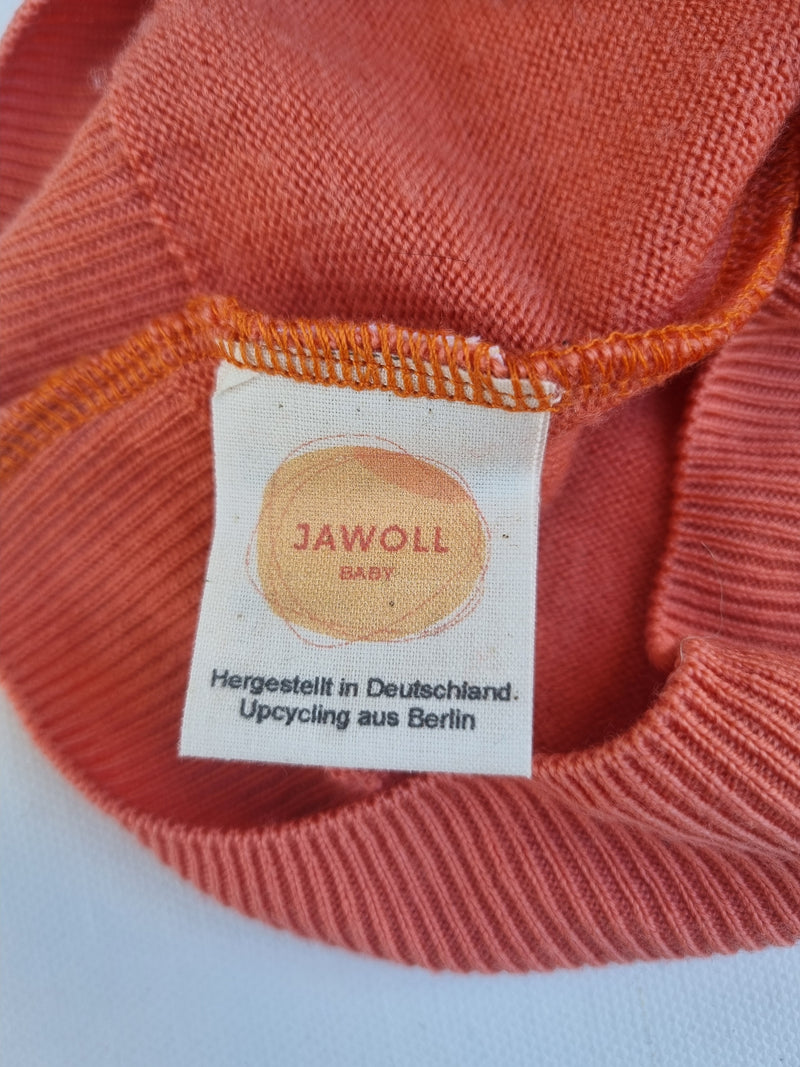 JAWOLL
BABY
Hergestellt in Deutschland.
Upcycling aus Berlin